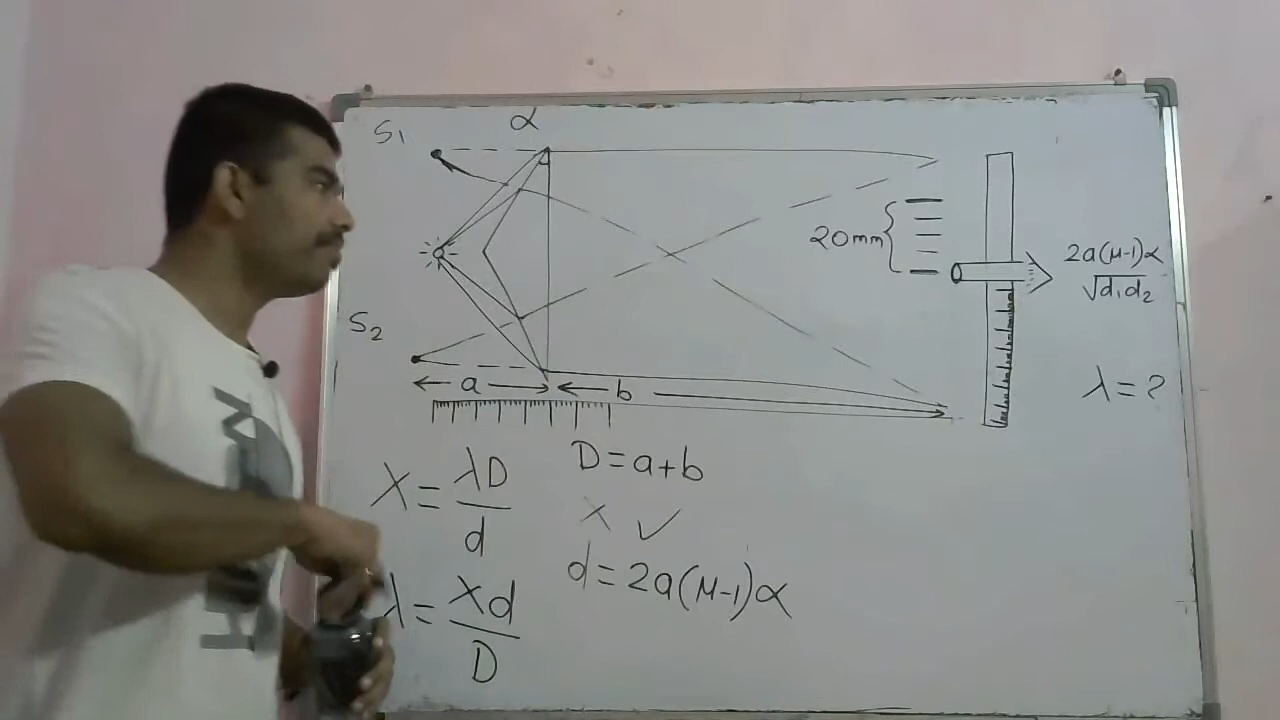 S1
α
20mm
2a(μ-1)α
√d1d2
S2
λ=?
a
b
X=λD/d
D=a+b
× ✓
d=2a(μ-1)α
λ=Xd/D